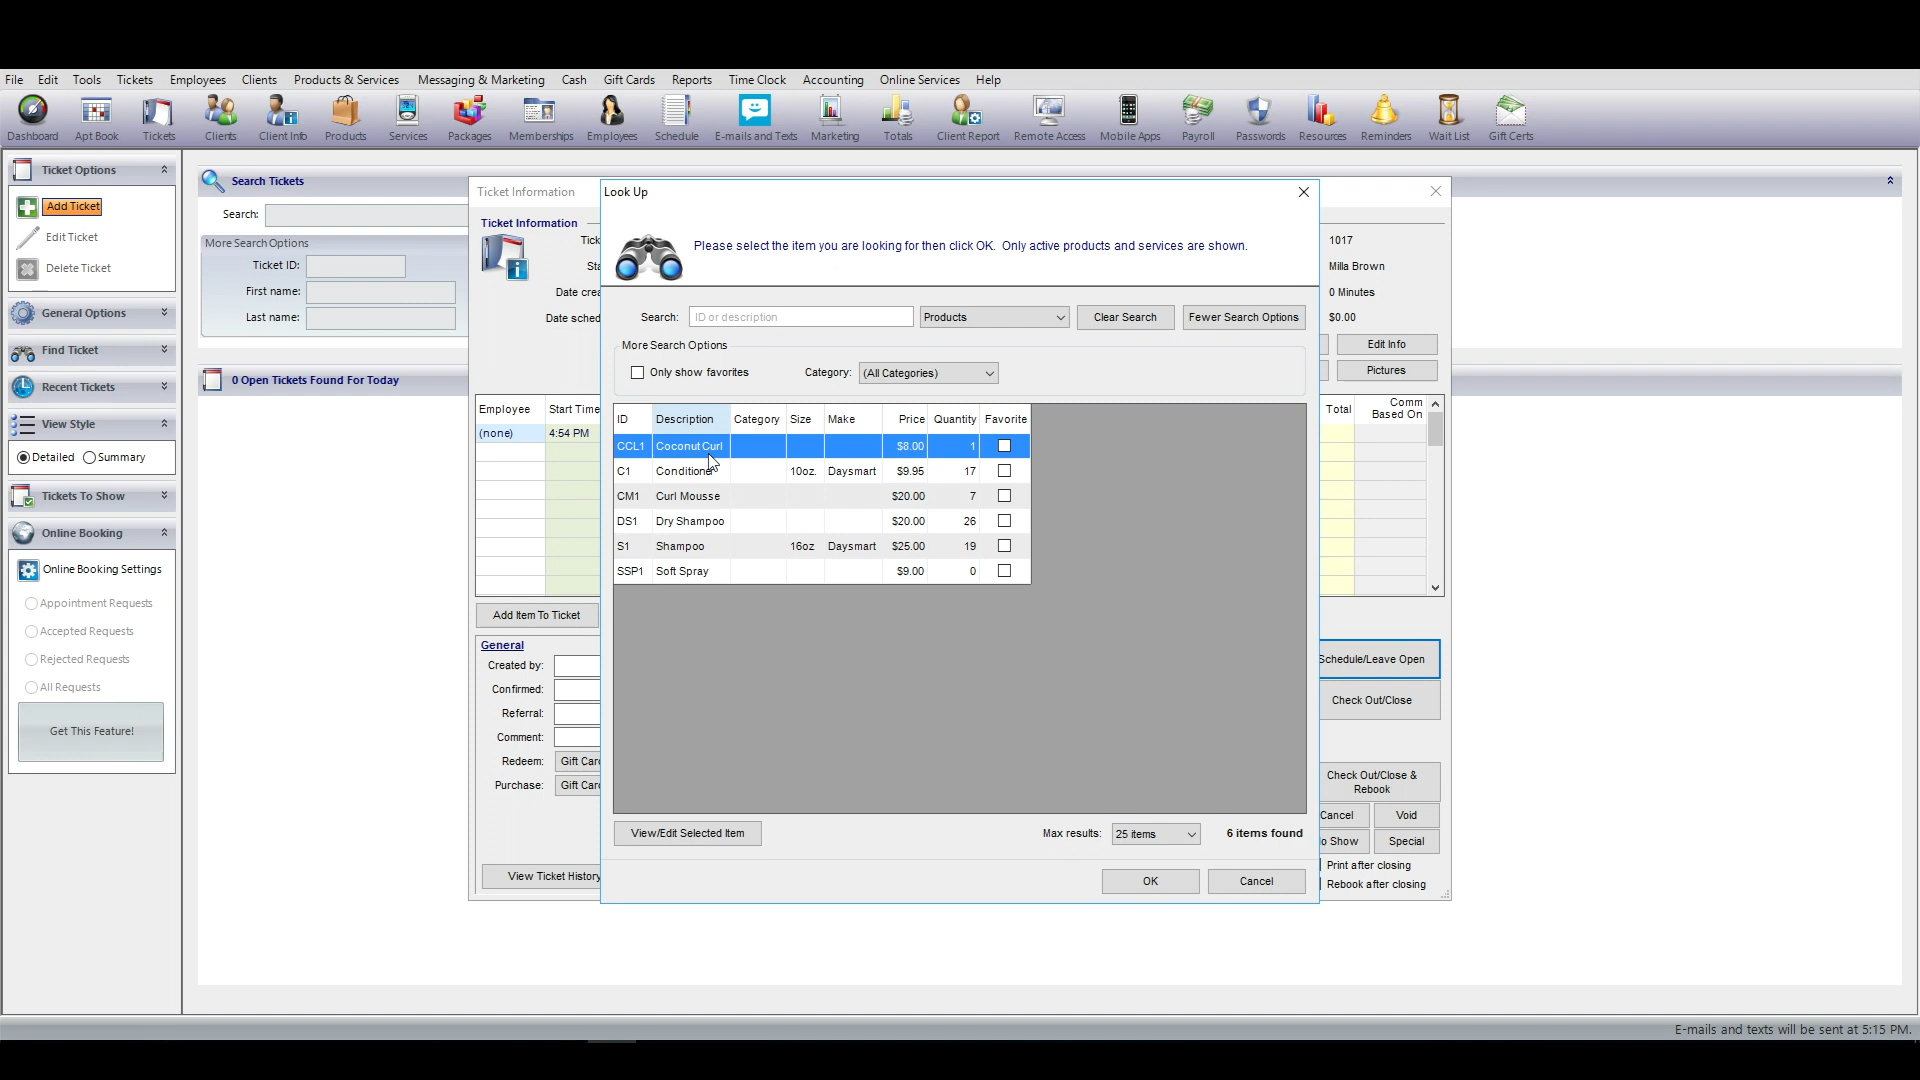 File Edit Tools Tickets Employees Clients Products & Services Messaging & Marketing Cash Gift Cards Reports Time Clock Accounting Online Services Help
Dashboard Apt Book Tickets Clients Client Info Products Services Packages Memberships Employees Schedule E-mails and Texts Marketing Totals Client Report Remote Access Mobile Apps Payroll Passwords Resources Reminders Wait List Gift Certs
Ticket Options
Add Ticket
Edit Ticket
Delete Ticket
General Options
Find Ticket
Recent Tickets
View Style
Detailed Summary
Tickets To Show
Online Booking
Online Booking Settings
Appointment Requests
Accepted Requests
Rejected Requests
All Requests
Get This Feature!
Search Tickets
Search:
More Search Options
Ticket ID:
First name:
Last name:
0 Open Tickets Found For Today
Ticket Information
Ticket Information
Tick
Sta
Date crea
Date sched
Employee Start Time
(none) 4:54 PM
Add Item To Ticket
General
Created by:
Confirmed:
Referral:
Comment:
Redeem: Gift Card
Purchase: Gift Card
View Ticket History
Look Up
Please select the item you are looking for then click OK. Only active products and services are shown.
Search: ID or description Products Clear Search Fewer Search Options
More Search Options
Only show favorites Category: (All Categories)
ID Description Category Size Make Price Quantity Favorite
CCL1 Coconut Curl $8.00 1
C1 Conditioner 10oz. Daysmart $9.95 17
CM1 Curl Mousse $20.00 7
DS1 Dry Shampoo $20.00 26
S1 Shampoo 16oz Daysmart $25.00 19
SSP1 Soft Spray $9.00 0
View/Edit Selected Item Max results: 25 items 6 items found
OK Cancel
1017
Milla Brown
0 Minutes
$0.00
Edit Info
Pictures
Total Comm Based On
Schedule/Leave Open
Check Out/Close
Check Out/Close &
Rebook
Cancel Void
o Show Special
Print after closing
Rebook after closing
E-mails and texts will be sent at 5:15 PM.